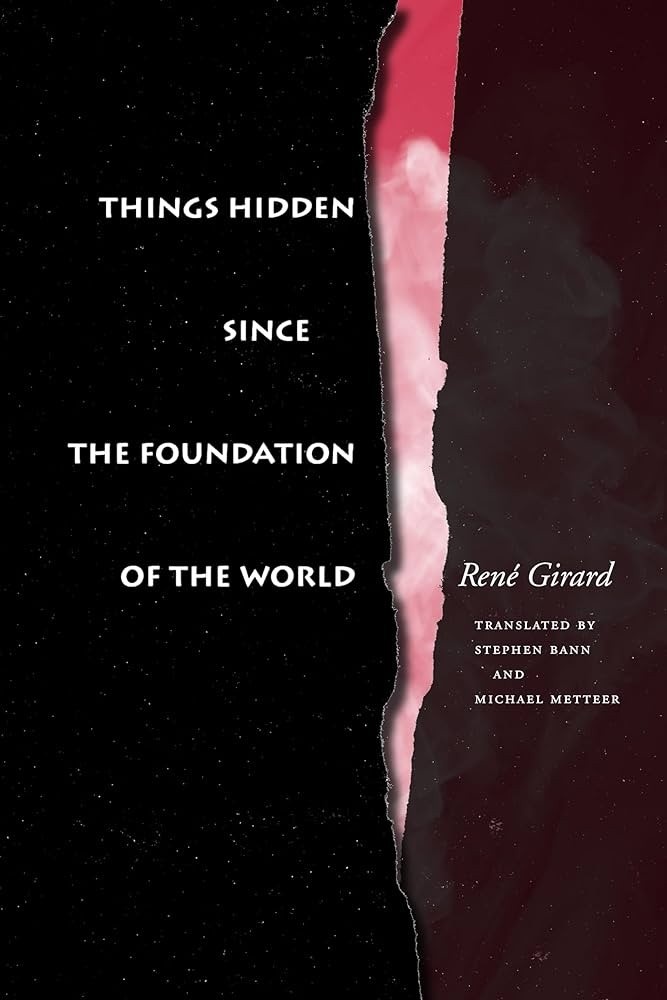 THINGS HIDDEN
SINCE
THE FOUNDATION
OF THE WORLD
René Girard
TRANSLATED BY
STEPHEN BANN
AND
MICHAEL METTEER